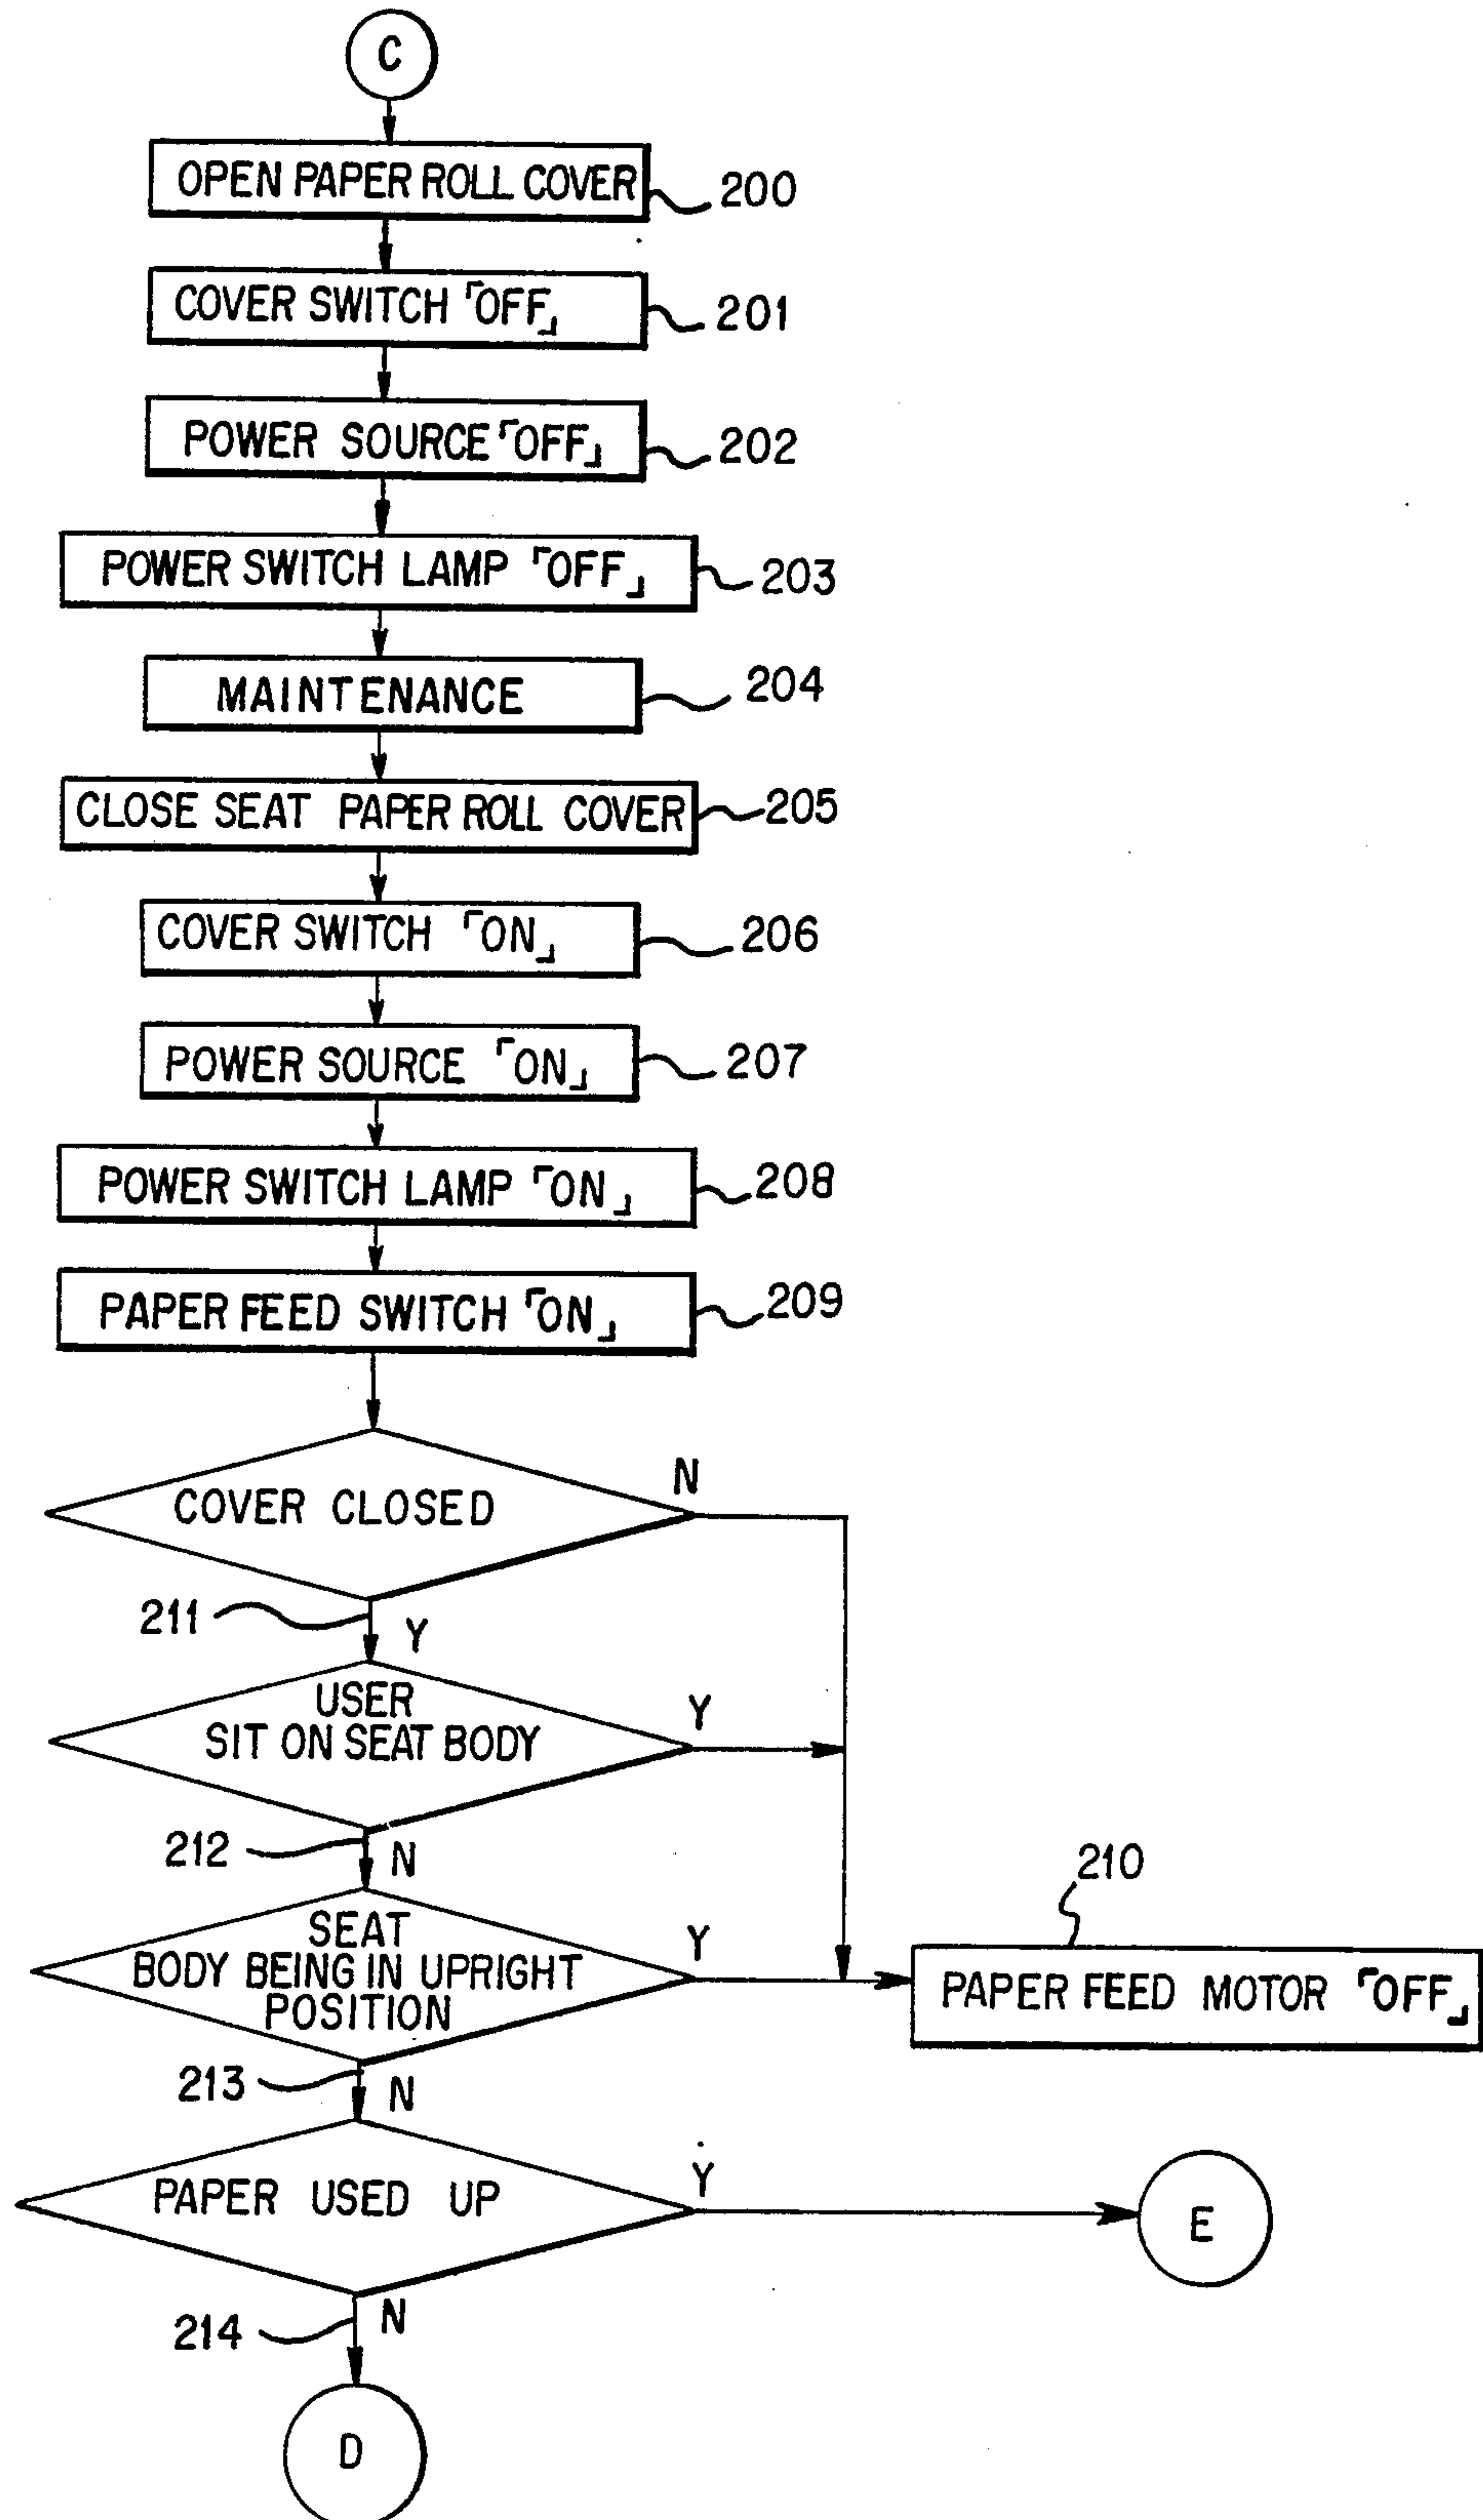 C
OPEN PAPER ROLL COVER
200
COVER SWITCH「OFF」
201
POWER SOURCE「OFF」
202
POWER SWITCH LAMP「OFF」
203
MAINTENANCE
204
CLOSE SEAT PAPER ROLL COVER
205
COVER SWITCH「ON」
206
POWER SOURCE「ON」
207
POWER SWITCH LAMP「ON」
208
PAPER FEED SWITCH「ON」
209
COVER CLOSED
N
211
Y
USER
SIT ON SEAT BODY
Y
212
N
SEAT
BODY BEING IN UPRIGHT
POSITION
Y
210
PAPER FEED MOTOR「OFF」
213
N
PAPER USED UP
Y
E
214
N
D